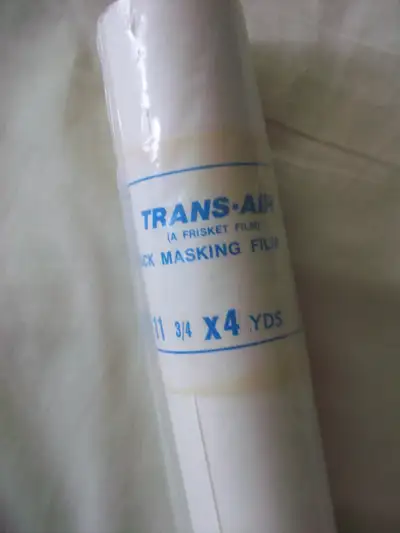 TRANS-AIR
(A FRISKET FILM)
MASKING FILM
11 3/4 X4 YDS